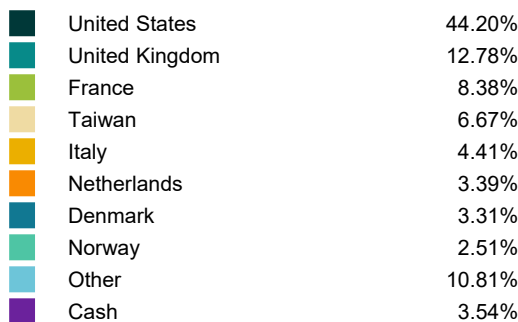 United States 44.20%
United Kingdom 12.78%
France 8.38%
Taiwan 6.67%
Italy 4.41%
Netherlands 3.39%
Denmark 3.31%
Norway 2.51%
Other 10.81%
Cash 3.54%